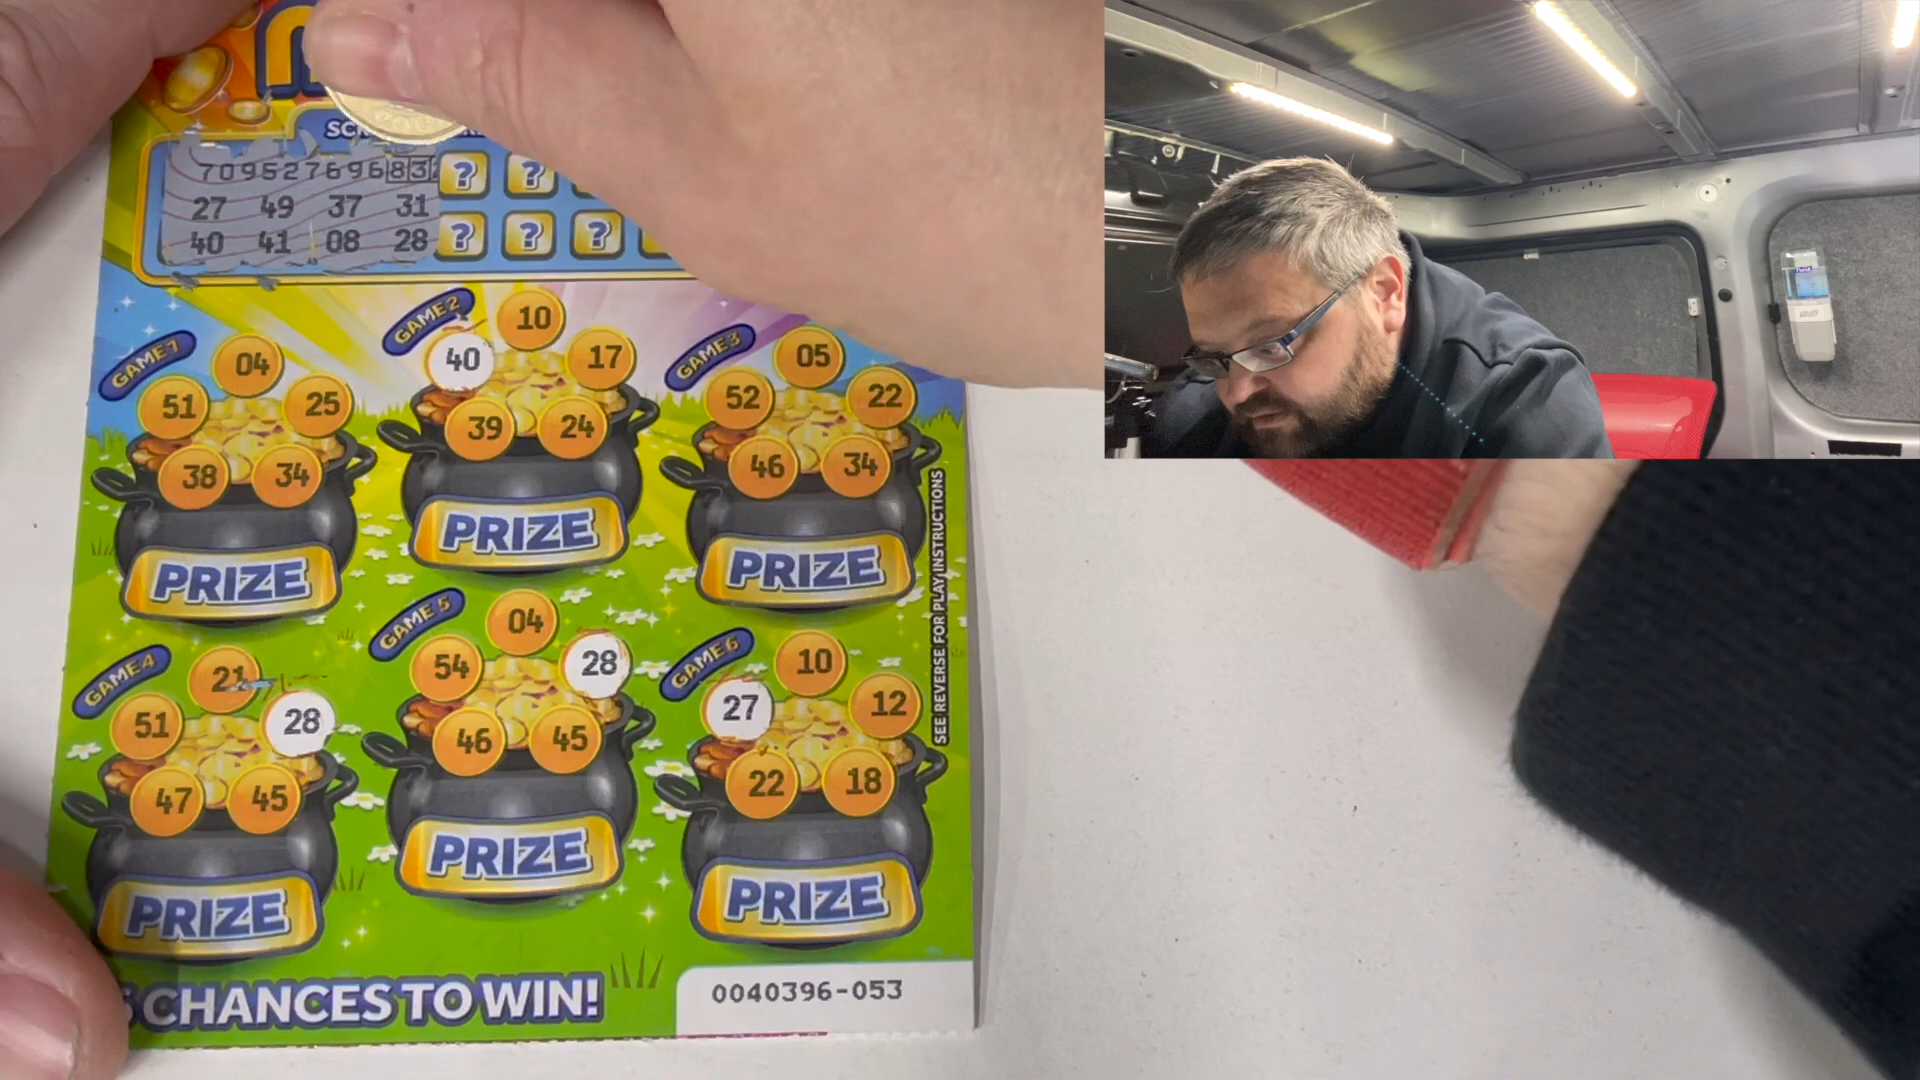 70952769683
27 49 37 31
40 41 08 28
? ?
? ? ?
GAME 1
04
51 25
38 34
PRIZE
GAME 2
10
40 17
39 24
PRIZE
GAME 3
05
52 22
46 34
PRIZE
GAME 4
21
51 28
47 45
PRIZE
GAME 5
04
54 28
46 45
PRIZE
GAME 6
10
27 12
22 18
PRIZE
SEE REVERSE FOR PLAY INSTRUCTIONS
CHANCES TO WIN!
0040396-053